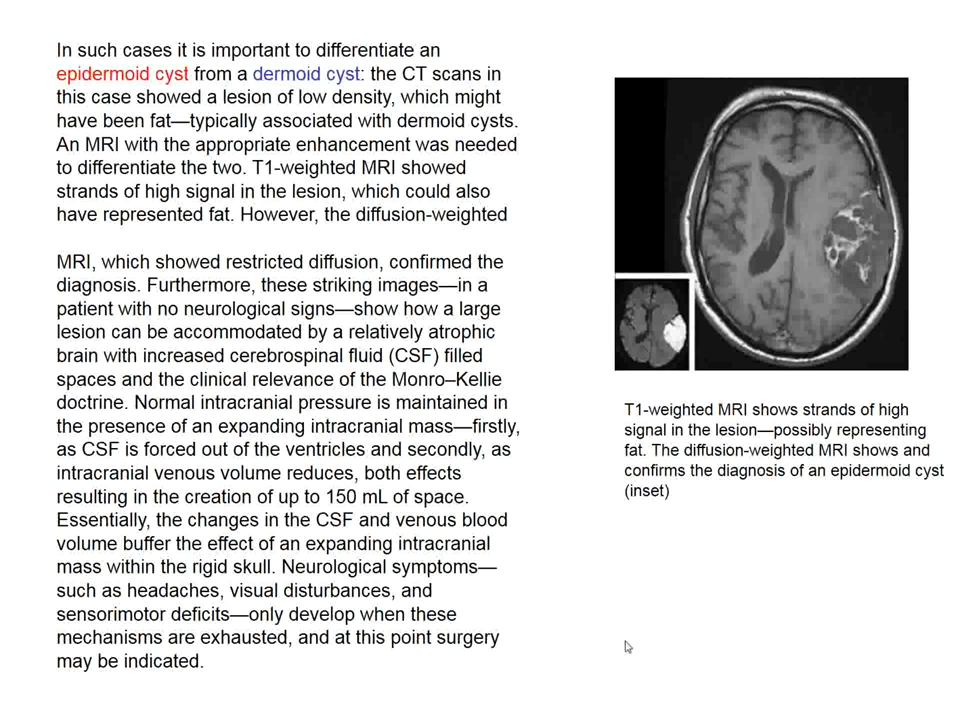 In such cases it is important to differentiate an
epidermoid cyst from a dermoid cyst: the CT scans in
this case showed a lesion of low density, which might
have been fat—typically associated with dermoid cysts.
An MRI with the appropriate enhancement was needed
to differentiate the two. T1-weighted MRI showed
strands of high signal in the lesion, which could also
have represented fat. However, the diffusion-weighted
MRI, which showed restricted diffusion, confirmed the
diagnosis. Furthermore, these striking images—in a
patient with no neurological signs—show how a large
lesion can be accommodated by a relatively atrophic
brain with increased cerebrospinal fluid (CSF) filled
spaces and the clinical relevance of the Monro–Kellie
doctrine. Normal intracranial pressure is maintained in
the presence of an expanding intracranial mass—firstly,
as CSF is forced out of the ventricles and secondly, as
intracranial venous volume reduces, both effects
resulting in the creation of up to 150 mL of space.
Essentially, the changes in the CSF and venous blood
volume buffer the effect of an expanding intracranial
mass within the rigid skull. Neurological symptoms—
such as headaches, visual disturbances, and
sensorimotor deficits—only develop when these
mechanisms are exhausted, and at this point surgery
may be indicated.
T1-weighted MRI shows strands of high
signal in the lesion—possibly representing
fat. The diffusion-weighted MRI shows and
confirms the diagnosis of an epidermoid cyst
(inset)